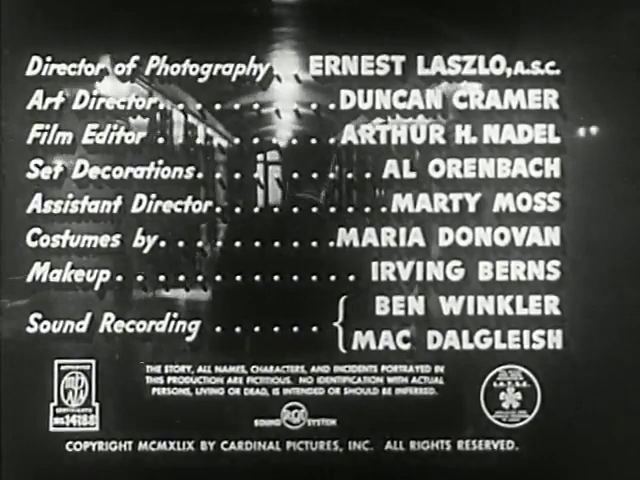 Director of Photography . . ERNEST LASZLO, A.S.C.
Art Director. . . . . . . . . . DUNCAN CRAMER
Film Editor . . . . . . . . . . ARTHUR H. NADEL
Set Decorations. . . . . . . . . . AL ORENBACH
Assistant Director. . . . . . . . . . MARTY MOSS
Costumes by. . . . . . . . . . MARIA DONOVAN
Makeup. . . . . . . . . . . . . IRVING BERNS
Sound Recording . . . . . . { BEN WINKLER
MAC DALGLEISH
THE STORY, ALL NAMES, CHARACTERS, AND INCIDENTS PORTRAYED IN
THIS PRODUCTION ARE FICTITIOUS. NO IDENTIFICATION WITH ACTUAL
PERSONS, LIVING OR DEAD, IS INTENDED OR SHOULD BE INFERRED.
No. 14188
SOUND RCA SYSTEM
COPYRIGHT MCMXLIX BY CARDINAL PICTURES, INC. ALL RIGHTS RESERVED.